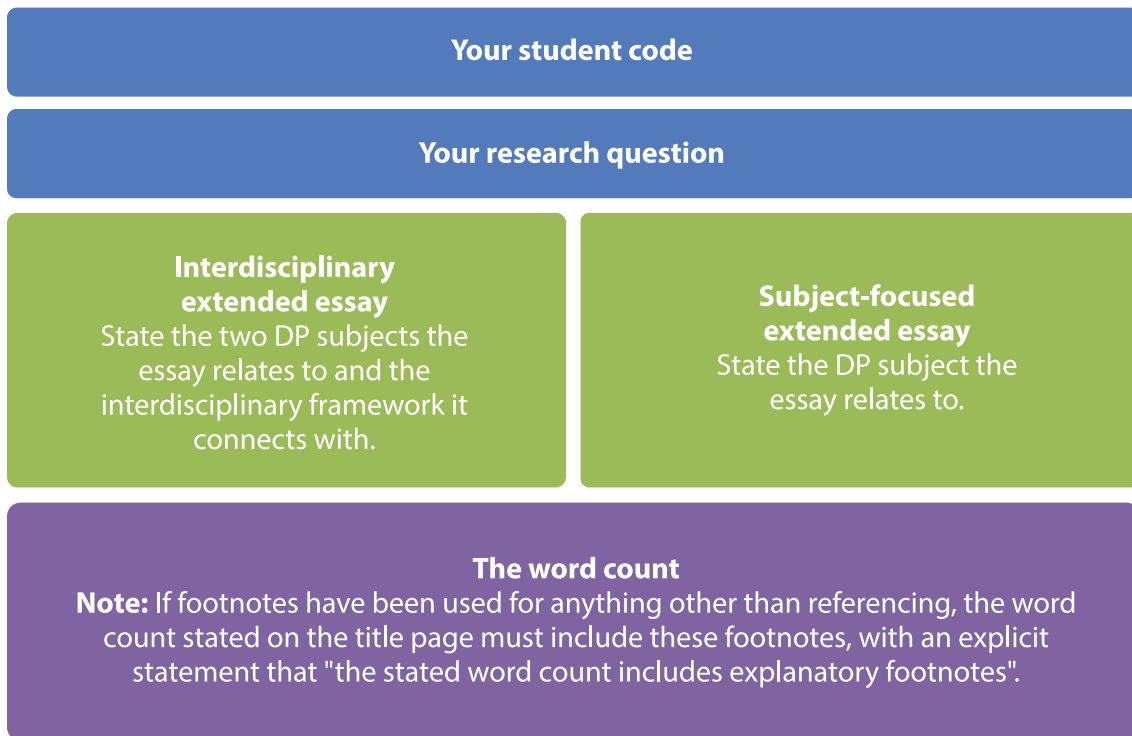 Your student code
Your research question
Interdisciplinary
extended essay
State the two DP subjects the
essay relates to and the
interdisciplinary framework it
connects with.
Subject-focused
extended essay
State the DP subject the
essay relates to.
The word count
Note: If footnotes have been used for anything other than referencing, the word
count stated on the title page must include these footnotes, with an explicit
statement that "the stated word count includes explanatory footnotes".